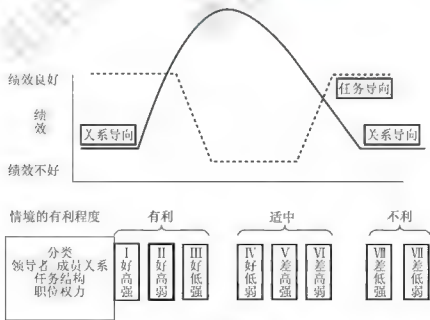 绩效良好
任务导向
绩
效
关系导向
关系导向
绩效不好
情境的有利程度 有利 适中 不利
分类 Ⅰ Ⅱ Ⅲ Ⅳ Ⅴ Ⅵ Ⅷ Ⅶ
领导者 成员关系 好 好 好 好 差 差 差 差
任务结构 高 高 低 低 高 高 低 低
职位权力 强 弱 强 弱 强 弱 强 弱